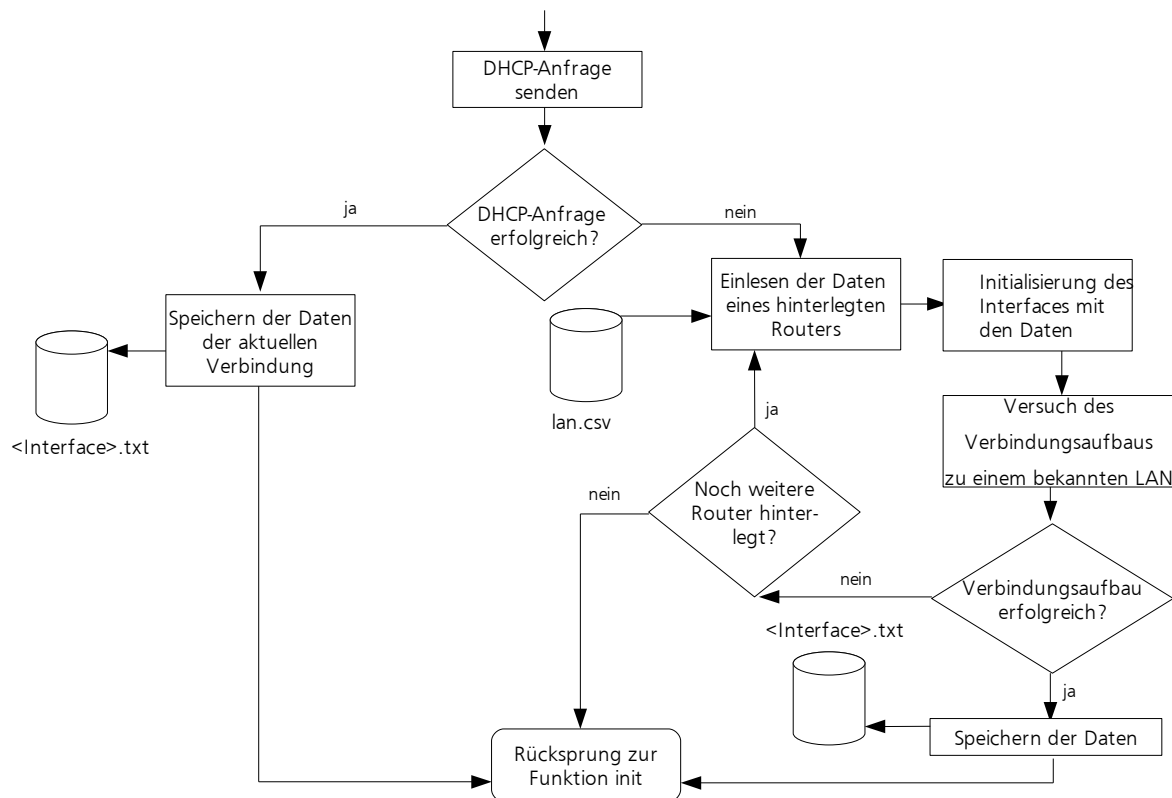 DHCP-Anfrage
senden
ja
DHCP-Anfrage
erfolgreich?
nein
Speichern der Daten
der aktuellen
Verbindung
<Interface>.txt
lan.csv
Einlesen der Daten
eines hinterlegten
Routers
Initialisierung des
Interfaces mit
den Daten
ja
Versuch des
Verbindungsaufbaus
zu einem bekannten LAN
nein
Noch weitere
Router hinter-
legt?
nein
Verbindungsaufbau
erfolgreich?
<Interface>.txt
ja
Speichern der Daten
Rücksprung zur
Funktion init